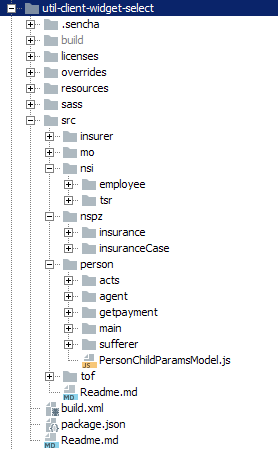 util-client-widget-select
.sencha
build
licenses
overrides
resources
sass
src
insurer
mo
nsi
employee
tsr
nspz
insurance
insuranceCase
person
acts
agent
getpayment
main
sufferer
JS PersonChildParamsModel.js
tof
MD Readme.md
build.xml
package.json
MD Readme.md